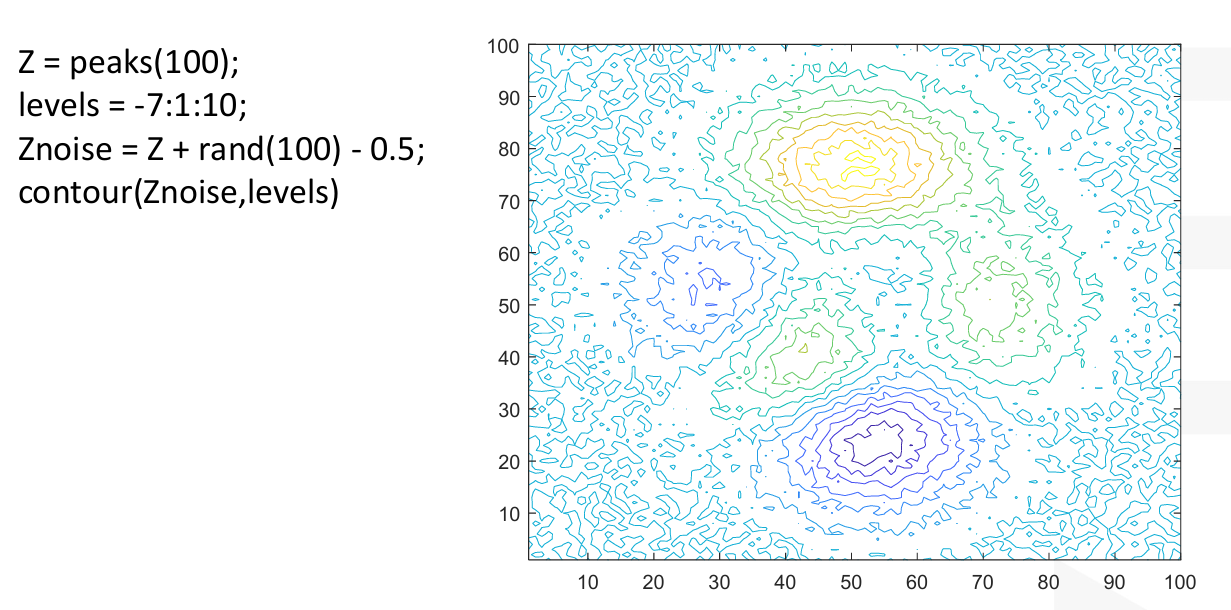 Z = peaks(100);
levels = -7:1:10;
Znoise = Z + rand(100) - 0.5;
contour(Znoise,levels)
100
90
80
70
60
50
40
30
20
10
10 20 30 40 50 60 70 80 90 100